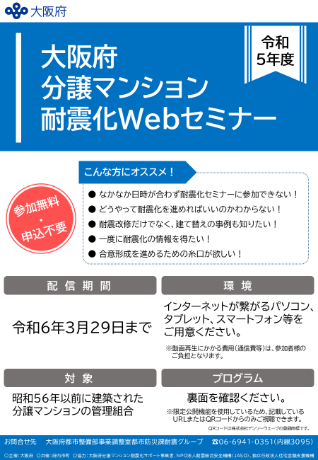 大阪府
令和
5年度
大阪府
分譲マンション
耐震化Webセミナー
参加無料
・
申込不要
こんな方にオススメ!
● なかなか日時が合わず耐震化セミナーに参加できない!
● どうやって耐震化を進めればいいのかわからない!
● 耐震改修だけでなく、建て替えの事例も知りたい!
● 一度に耐震化の情報を得たい!
● 合意形成を進めるための糸口が欲しい!
配信期間
令和6年3月29日まで
環境
インターネットが繋がるパソコン、
タブレット、スマートフォン等を
ご用意ください。
※動画再生にかかる費用(通信費等)は、参加者様の
ご負担となります。
対象
昭和56年以前に建築された
分譲マンションの管理組合
プログラム
裏面を確認ください。
※限定公開機能を使用しているため、記載している
URLまたはQRコードからのみご視聴できます。
QRコードは株式会社デンソーウェーブの登録商標です。
お問合せ先 大阪府都市整備部事業調整室都市防災課耐震グループ ☎06-6941-0351(内線3095)